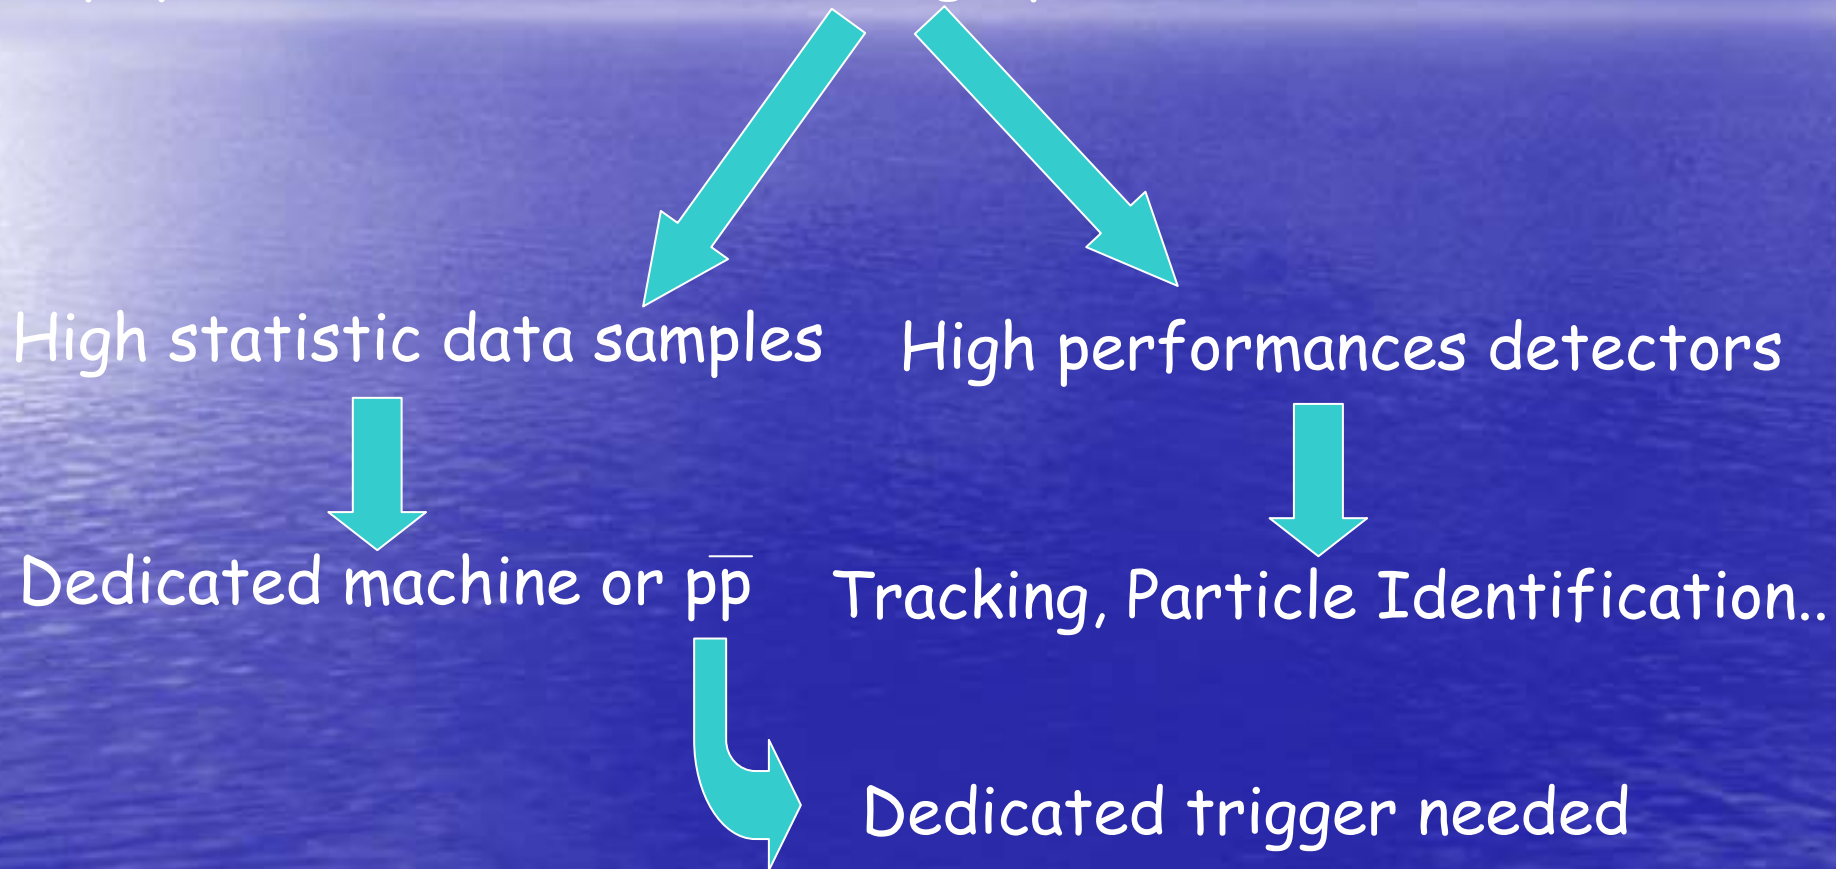 High statistic data samples
High performances detectors
Dedicated machine or pp̅
Tracking, Particle Identification..
Dedicated trigger needed